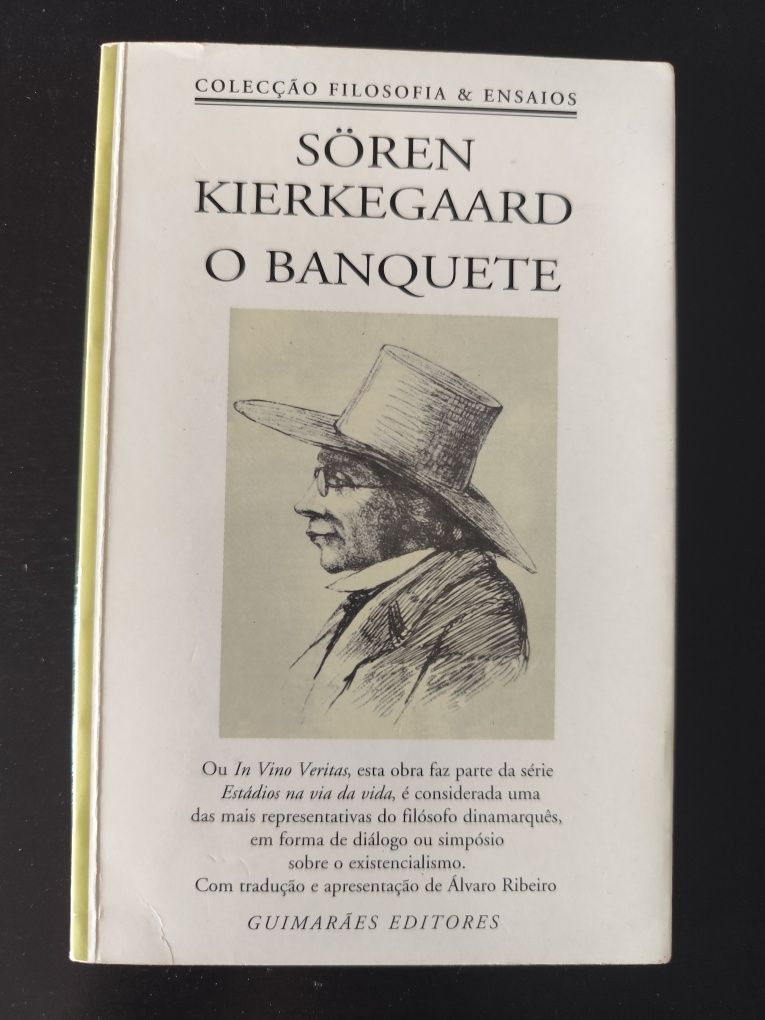 COLECÇÃO FILOSOFIA & ENSAIOS
SÖREN
KIERKEGAARD
O BANQUETE
Ou In Vino Veritas, esta obra faz parte da série
Estádios na via da vida, é considerada uma
das mais representativas do filósofo dinamarquês,
em forma de diálogo ou simpósio
sobre o existencialismo.
Com tradução e apresentação de Álvaro Ribeiro
GUIMARÃES EDITORES